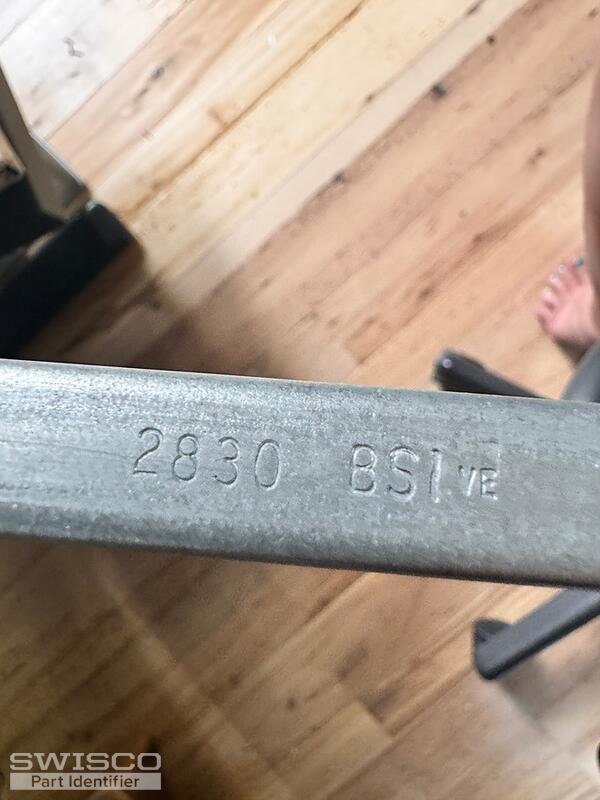 2830 BSI VE
SWISCO
Part Identifier